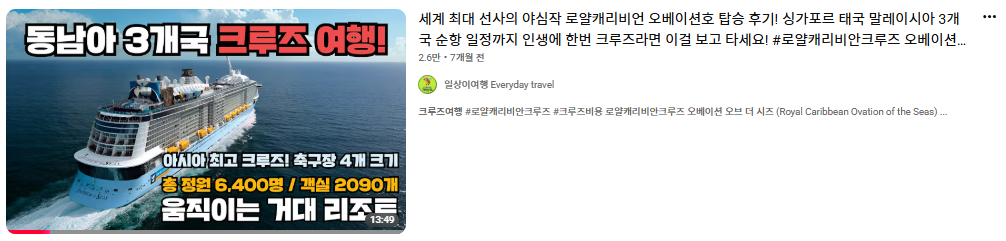 동남아 3개국 크루즈 여행!
아시아 최고 크루즈! 축구장 4개 크기
총 정원 6,400명 / 객실 2090개
움직이는 거대 리조트
13:49
세계 최대 선사의 야심작 로얄캐리비언 오베이션호 탑승 후기! 싱가포르 태국 말레이시아 3개
국 순항 일정까지 인생에 한번 크루즈라면 이걸 보고 타세요! #로얄캐리비안크루즈 오베이션...
2.6만 • 7개월 전
일상이여행 Everyday travel
크루즈여행 #로얄캐리비안크루즈 #크루즈비용 로얄캐리비안크루즈 오베이션 오브 더 시즈 (Royal Caribbean Ovation of the Seas) ...